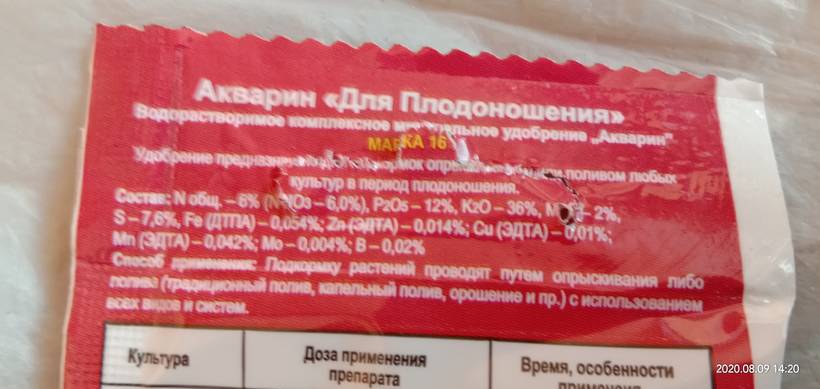 Акварин «Для Плодоношения»
Водорастворимое комплексное удобрение „Акварин"
МАРКА 16
Удобрение поливом любых
культур в период плодоношения.
Состав: N общ. – 6% – 6,0%), P2O5 – 12%, K2O – 36%, – 2%,
S – 7,6%, Fe (ДТПА) – 0,054%; Zn (ЭДТА) – 0,014%; Cu (ЭДТА) – 0,01%;
Mn (ЭДТА) – 0,042%; Mo – 0,004%; B – 0,02%
Способ применения: Подкормку растений проводят путем опрыскивания либо
полива (традиционный полив, капельный полив, орошение и пр.) с использованием
всех видов и систем.
Культура
Доза применения
препарата
Время, особенности
2020.08.09 14:20